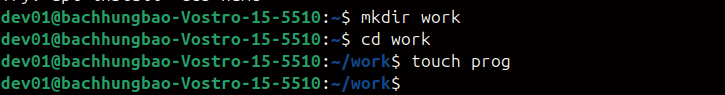 dev01@bachhungbao-Vostro-15-5510:~$ mkdir work
dev01@bachhungbao-Vostro-15-5510:~$ cd work
dev01@bachhungbao-Vostro-15-5510:~/work$ touch prog
dev01@bachhungbao-Vostro-15-5510:~/work$